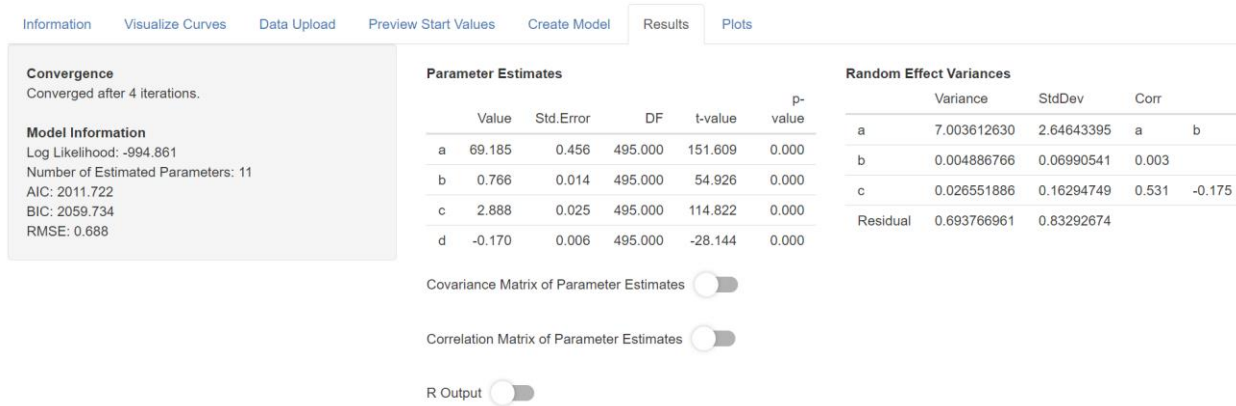 Information Visualize Curves Data Upload Preview Start Values Create Model Results Plots
Convergence
Converged after 4 iterations.
Model Information
Log Likelihood: -994.861
Number of Estimated Parameters: 11
AIC: 2011.722
BIC: 2059.734
RMSE: 0.688
Parameter Estimates
Value Std.Error DF t-value p-value
a 69.185 0.456 495.000 151.609 0.000
b 0.766 0.014 495.000 54.926 0.000
c 2.888 0.025 495.000 114.822 0.000
d -0.170 0.006 495.000 -28.144 0.000
Covariance Matrix of Parameter Estimates
Correlation Matrix of Parameter Estimates
R Output
Random Effect Variances
Variance StdDev Corr
a 7.003612630 2.64643395 a b
b 0.004886766 0.06990541 0.003
c 0.026551886 0.16294749 0.531 -0.175
Residual 0.693766961 0.83292674